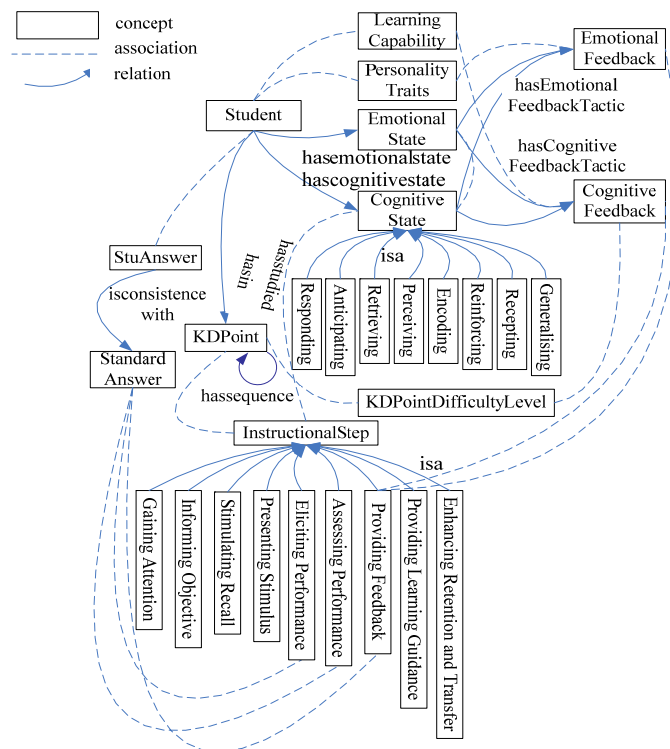 concept
association
relation
Learning
Capability
Personality
Traits
Emotional
Feedback
hasEmotional
FeedbackTactic
Student
Emotional
State
hasemotionalstate
hascognitivestate
hasCognitive
FeedbackTactic
Cognitive
State
Cognitive
Feedback
StuAnswer
isa
hasin
hasstudied
isconsistence
with
Responding
Anticipating
Retrieving
Perceiving
Encoding
Reinforcing
Recepting
Generalising
KDPoint
Standard
Answer
hassequence
KDPointDifficultyLevel
InstructionalStep
isa
Gaining Attention
Informing Objective
Stimulating Recall
Presenting Stimulus
Eliciting Performance
Assessing Performance
Providing Feedback
Providing Learning Guidance
Enhancing Retention and Transfer